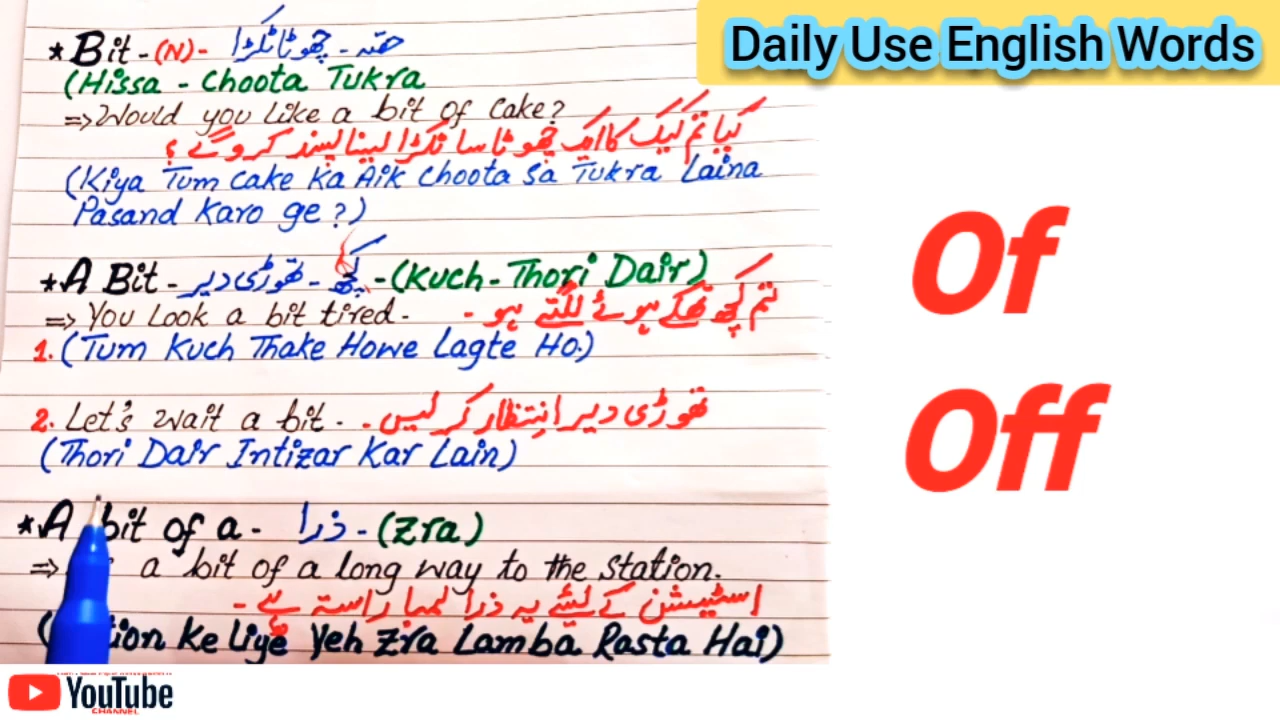 * Bit - (N) - حصہ - چھوٹا ٹکڑا
(Hissa - Choota Tukra
⇒ Would you like a bit of cake?
کیا تم کیک کا ایک چھوٹا سا ٹکڑا لینا پسند کرو گے ؟
(Kiya Tum Cake Ka Aik Choota Sa Tukra Laina
Pasand Karo ge ?)
* A Bit - کچھ - تھوڑی دیر - (Kuch - Thori Dair)
⇒ You Look a bit tired. تم کچھ تھکے ہوئے لگتے ہو -
1. (Tum Kuch Thake Howe Lagte Ho.)
2. Let's wait a bit. تھوڑی دیر انتظار کر لیں -
(Thori Dair Intizar Kar Lain)
* A bit of a - ذرا - (Zra)
⇒ a bit of a long way to the station.
اسٹیشن کے لیئے یہ ذرا لمبا راستہ ہے -
Ke Liye Yeh Zra Lamba Rasta Hai)
Daily Use English Words
Of
Off
YouTube
CHANNEL